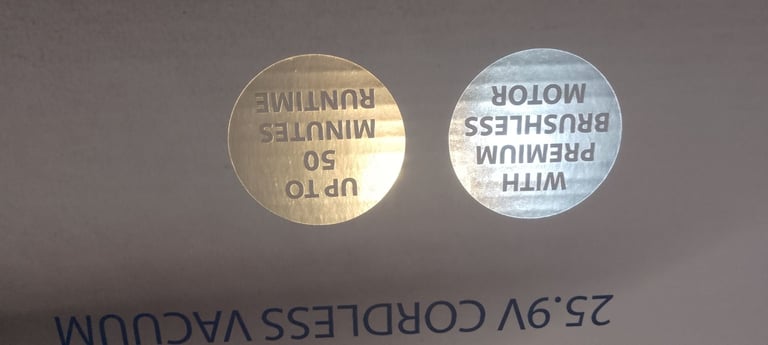 25.9V CORDLESS VACUUM
WITH
PREMIUM
BRUSHLESS
MOTOR
UP TO
50
MINUTES
RUNTIME